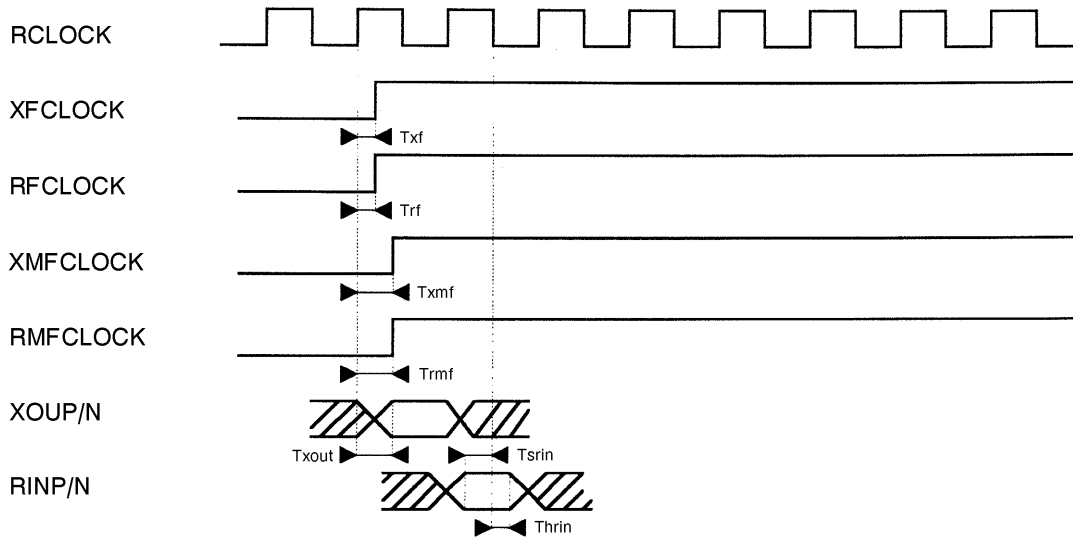 RCLOCK
XFCLOCK
Txf
RFCLOCK
Trf
XMFCLOCK
Txmf
RMFCLOCK
Trmf
XOUP/N
Txout
Tsrin
RINP/N
Thrin